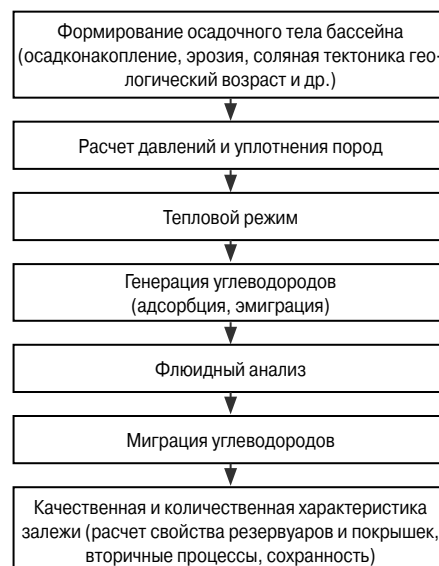 Формирование осадочного тела бассейна
(осадконакопление, эрозия, соляная тектоника гео-
логический возраст и др.)
Расчет давлений и уплотнения пород
Тепловой режим
Генерация углеводородов
(адсорбция, эмиграция)
Флюидный анализ
Миграция углеводородов
Качественная и количественная характеристика
залежи (расчет свойства резервуаров и покрышек,
вторичные процессы, сохранность)